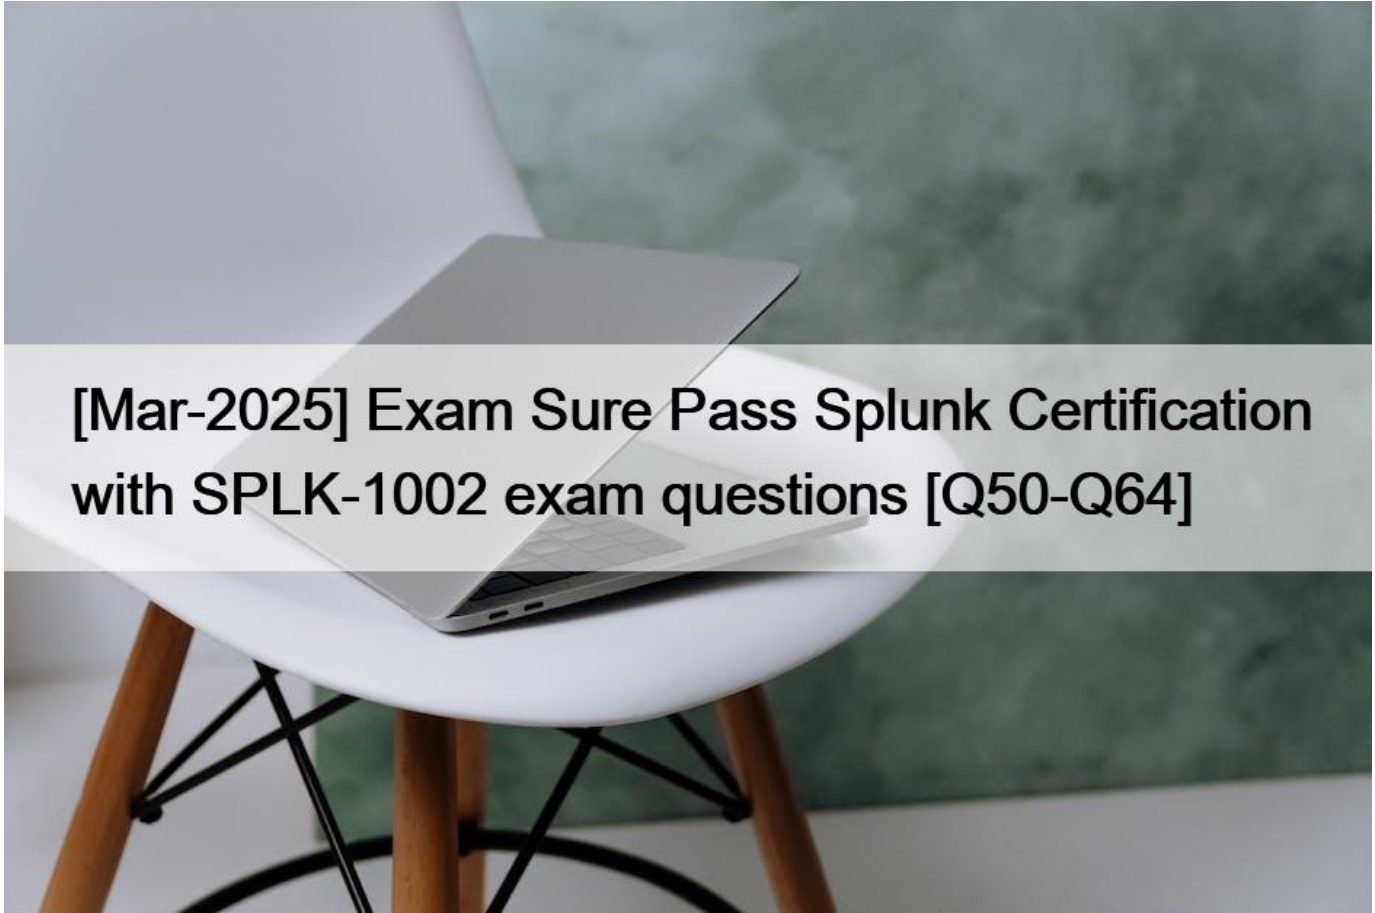 [Mar-2025] Exam Sure Pass Splunk Certification
with SPLK-1002 exam questions [Q50-Q64]